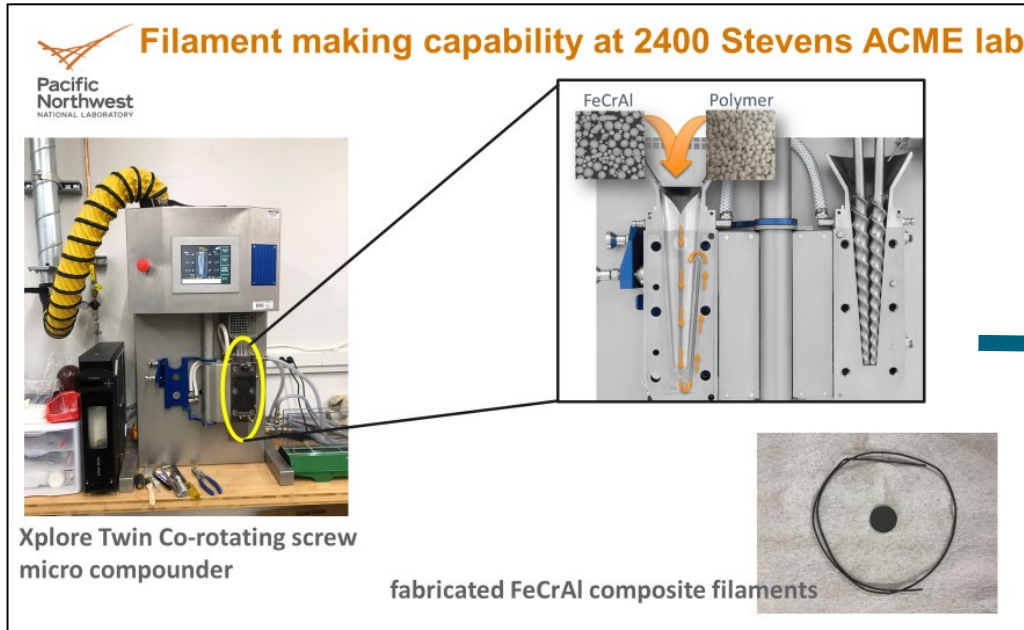 Filament making capability at 2400 Stevens ACME lab
Pacific
Northwest
NATIONAL LABORATORY
FeCrAl
Polymer
Xplore Twin Co-rotating screw
micro compounder
fabricated FeCrAl composite filaments